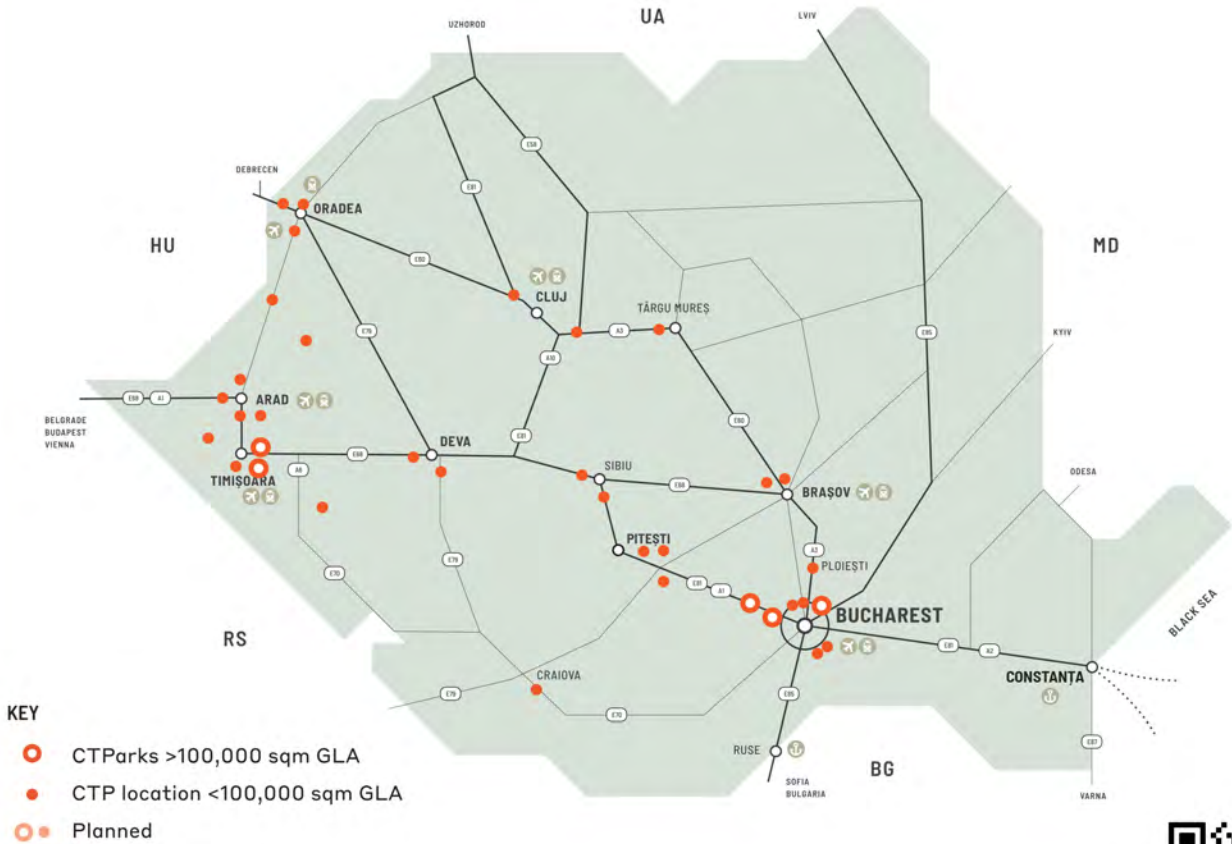 UA
LVIV
UZHOROD
E58
DEBRECEN
E81
ORADEA
HU
MD
E60
CLUJ
TÂRGU MUREȘ
E79
A3
E85
KYIV
A10
E68
A1
ARAD
BELGRADE
BUDAPEST
VIENNA
E60
E81
DEVA
E68
SIBIU
ODESA
TIMIȘOARA
A6
E68
BRAȘOV
PITEȘTI
A3
E79
PLOIEȘTI
E70
E81
A1
BUCHAREST
BLACK SEA
RS
E81
A2
CONSTANȚA
CRAIOVA
E79
E85
E70
KEY
E87
CTParks >100,000 sqm GLA
RUSE
BG
CTP location <100,000 sqm GLA
SOFIA
BULGARIA
VARNA
Planned